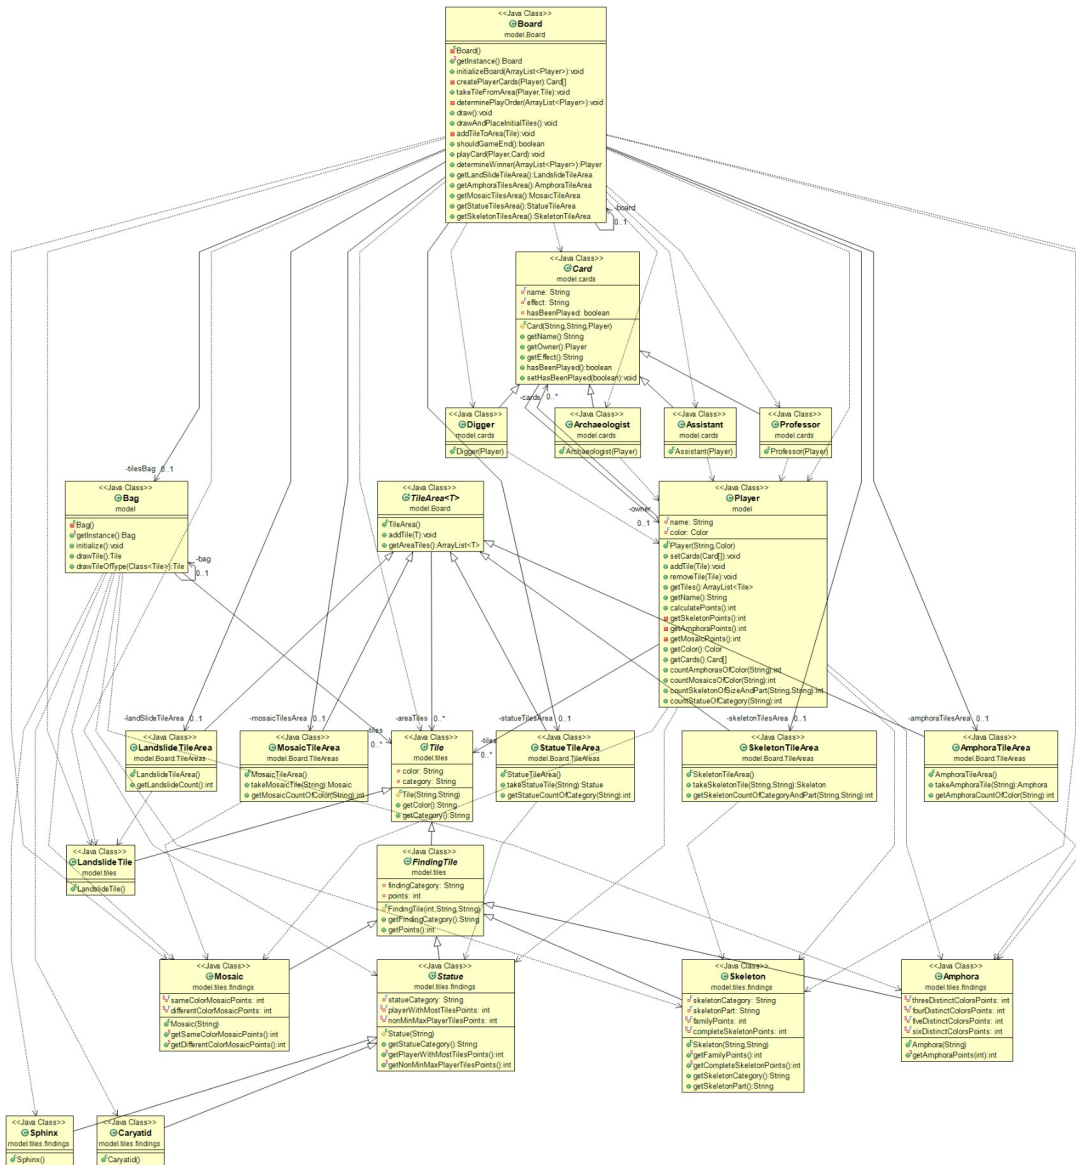 <<Java Class>>
Board
model.Board
Board()
getInstance():Board
initializeBoard(ArrayList<Player>):void
createPlayerCards(Player):Card[]
takeTileFromArea(Player,Tile):void
determinePlayOrder(ArrayList<Player>):void
draw():void
drawAndPlaceInitialTiles():void
addTileToArea(Tile):void
shouldGameEnd():boolean
playCard(Player,Card):void
determineWinner(ArrayList<Player>):Player
getLandSlideTileArea():LandslideTileArea
getAmphoraTilesArea():AmphoraTileArea
getMosaicTilesArea():MosaicTileArea
getStatueTilesArea():StatueTileArea
getSkeletonTilesArea():SkeletonTileArea
-board
0..1
<<Java Class>>
Card
model.cards
name: String
effect: String
hasBeenPlayed: boolean
Card(String,String,Player)
getName():String
getOwner():Player
getEffect():String
hasBeenPlayed():boolean
setHasBeenPlayed(boolean):void
-cards 0..*
<<Java Class>>
Digger
model.cards
Digger(Player)
<<Java Class>>
Archaeologist
model.cards
Archaeologist(Player)
<<Java Class>>
Assistant
model.cards
Assistant(Player)
<<Java Class>>
Professor
model.cards
Professor(Player)
-tilesBag 0..1
<<Java Class>>
Bag
model
Bag()
getInstance():Bag
initialize():void
drawTile():Tile
drawTileOfType(Class<Tile>):Tile
-bag
0..1
<<Java Class>>
TileArea<T>
model.Board
TileArea()
addTile(T):void
getAreaTiles():ArrayList<T>
-owner
0..1
<<Java Class>>
Player
model
name: String
color: Color
Player(String,Color)
setCards(Card[]):void
addTile(Tile):void
removeTile(Tile):void
getTiles():ArrayList<Tile>
getName():String
calculatePoints():int
getSkeletonPoints():int
getAmphoraPoints():int
getMosaicPoints():int
getColor():Color
getCards():Card[]
countAmphorasOfColor(String):int
countMosaicsOfColor(String):int
countSkeletonOfSizeAndPart(String,String):int
countStatueOfCategory(String):int
-landSlideTileArea 0..1
-mosaicTilesArea 0..1
-areaTiles 0..*
-statueTilesArea 0..1
-skeletonTilesArea 0..1
-amphoraTilesArea 0..1
-tiles
0..*
-tiles
0..*
<<Java Class>>
LandslideTileArea
model.Board.TileAreas
LandslideTileArea()
getLandslideCount():int
<<Java Class>>
MosaicTileArea
model.Board.TileAreas
MosaicTileArea()
takeMosaicTile(String):Mosaic
getMosaicCountOfColor(String):int
<<Java Class>>
Tile
model.tiles
color: String
category: String
Tile(String,String)
getColor():String
getCategory():String
<<Java Class>>
StatueTileArea
model.Board.TileAreas
StatueTileArea()
takeStatueTile(String):Statue
getStatueCountOfCategory(String):int
<<Java Class>>
SkeletonTileArea
model.Board.TileAreas
SkeletonTileArea()
takeSkeletonTile(String,String):Skeleton
getSkeletonCountOfCategoryAndPart(String,String):int
<<Java Class>>
AmphoraTileArea
model.Board.TileAreas
AmphoraTileArea()
takeAmphoraTile(String):Amphora
getAmphoraCountOfColor(String):int
<<Java Class>>
LandslideTile
model.tiles
LandslideTile()
<<Java Class>>
FindingTile
model.tiles
findingCategory: String
points: int
FindingTile(int,String,String)
getFindingCategory():String
getPoints():int
<<Java Class>>
Mosaic
model.tiles.findings
sameColorMosaicPoints: int
differentColorMosaicPoints: int
Mosaic(String)
getSameColorMosaicPoints():int
getDifferentColorMosaicPoints():int
<<Java Class>>
Statue
model.tiles.findings
statueCategory: String
playerWithMostTilesPoints: int
nonMinMaxPlayerTilesPoints: int
Statue(String)
getStatueCategory():String
getPlayerWithMostTilesPoints():int
getNonMinMaxPlayerTilesPoints():int
<<Java Class>>
Skeleton
model.tiles.findings
skeletonCategory: String
skeletonPart: String
familyPoints: int
completeSkeletonPoints: int
Skeleton(String,String)
getFamilyPoints():int
getCompleteSkeletonPoints():int
getSkeletonCategory():String
getSkeletonPart():String
<<Java Class>>
Amphora
model.tiles.findings
threeDistinctColorsPoints: int
fourDistinctColorsPoints: int
fiveDistinctColorsPoints: int
sixDistinctColorsPoints: int
Amphora(String)
getAmphoraPoints(int):int
<<Java Class>>
Sphinx
model.tiles.findings
Sphinx()
<<Java Class>>
Caryatid
model.tiles.findings
Caryatid()